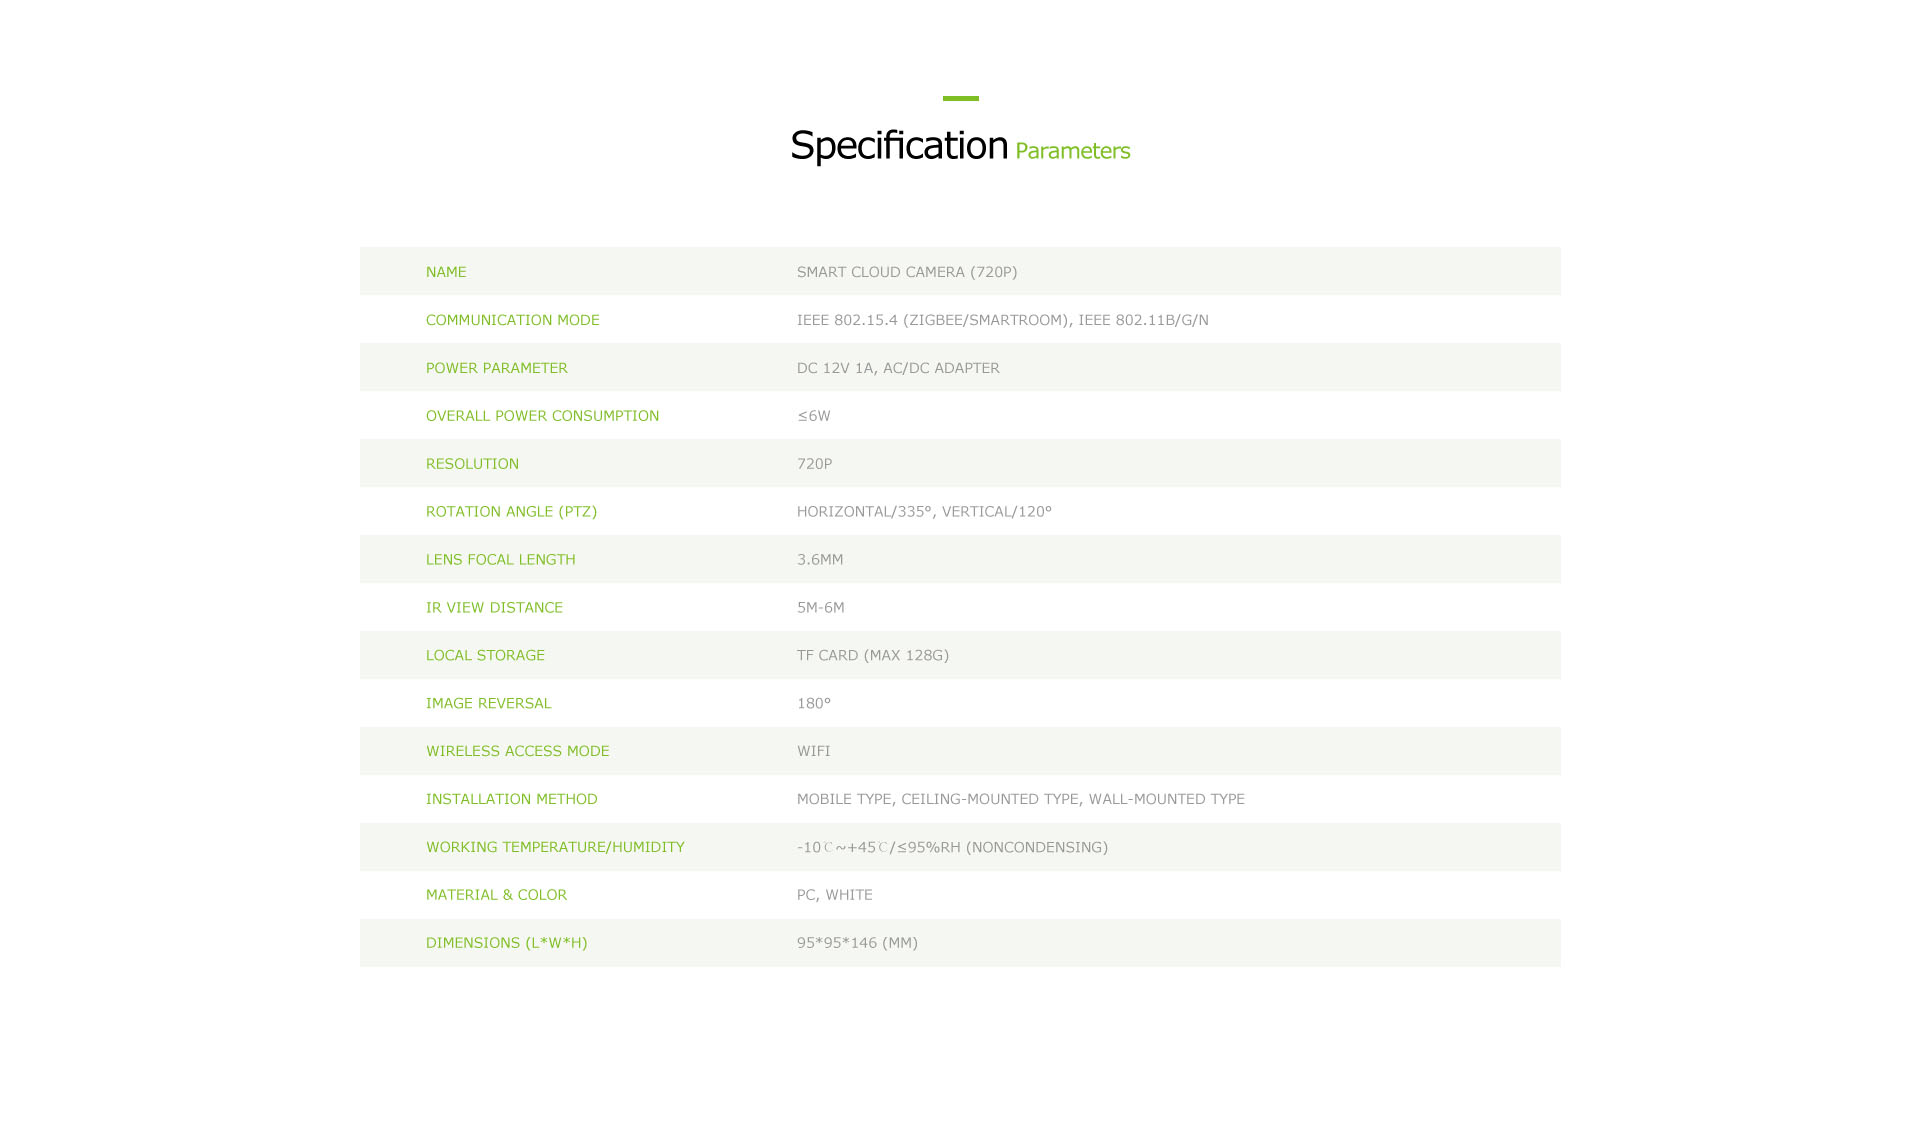 Specification Parameters
NAME SMART CLOUD CAMERA (720P)
COMMUNICATION MODE IEEE 802.15.4 (ZIGBEE/SMARTROOM), IEEE 802.11B/G/N
POWER PARAMETER DC 12V 1A, AC/DC ADAPTER
OVERALL POWER CONSUMPTION ≤6W
RESOLUTION 720P
ROTATION ANGLE (PTZ) HORIZONTAL/335°, VERTICAL/120°
LENS FOCAL LENGTH 3.6MM
IR VIEW DISTANCE 5M-6M
LOCAL STORAGE TF CARD (MAX 128G)
IMAGE REVERSAL 180°
WIRELESS ACCESS MODE WIFI
INSTALLATION METHOD MOBILE TYPE, CEILING-MOUNTED TYPE, WALL-MOUNTED TYPE
WORKING TEMPERATURE/HUMIDITY -10℃~+45℃/≤95%RH (NONCONDENSING)
MATERIAL & COLOR PC, WHITE
DIMENSIONS (L*W*H) 95*95*146 (MM)